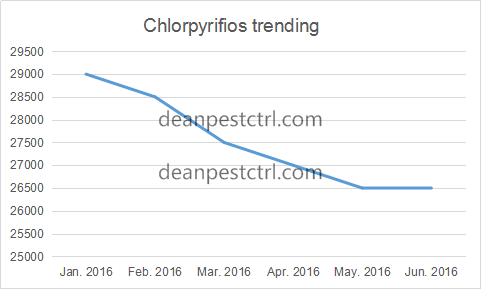 Chlorpyrifios trending
29500
29000
28500
28000
27500
27000
26500
26000
25500
25000
deanpestctrl.com
deanpestctrl.com
Jan. 2016 Feb. 2016 Mar. 2016 Apr. 2016 May. 2016 Jun. 2016